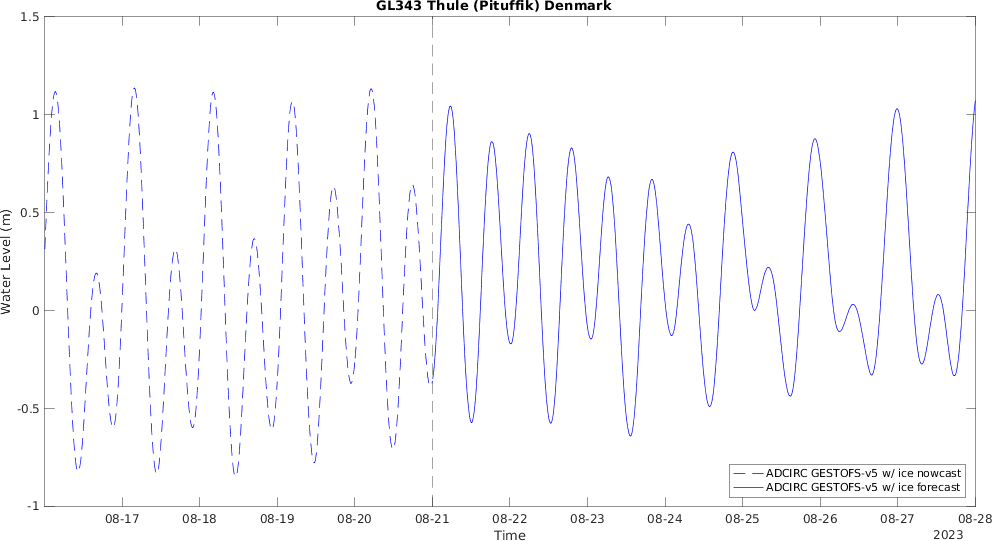 GL343 Thule (Pituffik) Denmark
1.5
1
0.5
0
-0.5
-1
Water Level (m)
ADCIRC GESTOFS-v5 w/ ice nowcast
ADCIRC GESTOFS-v5 w/ ice forecast
08-17 08-18 08-19 08-20 08-21 08-22 08-23 08-24 08-25 08-26 08-27 08-28
Time
2023